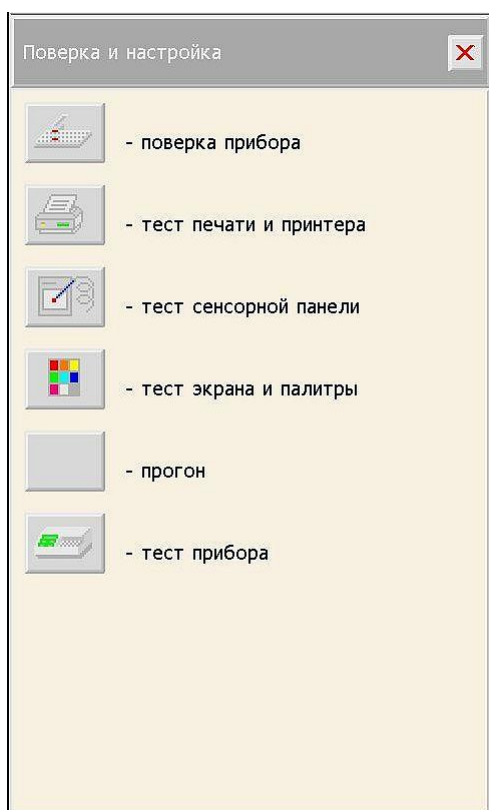 Поверка и настройка
- поверка прибора
- тест печати и принтера
- тест сенсорной панели
- тест экрана и палитры
- прогон
- тест прибора